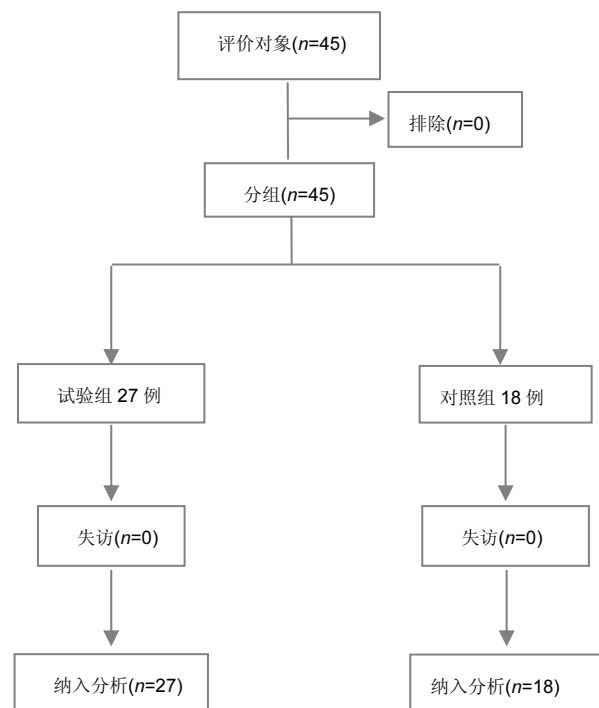 评价对象(n=45)
排除(n=0)
分组(n=45)
试验组 27 例
对照组 18 例
失访(n=0)
失访(n=0)
纳入分析(n=27)
纳入分析(n=18)